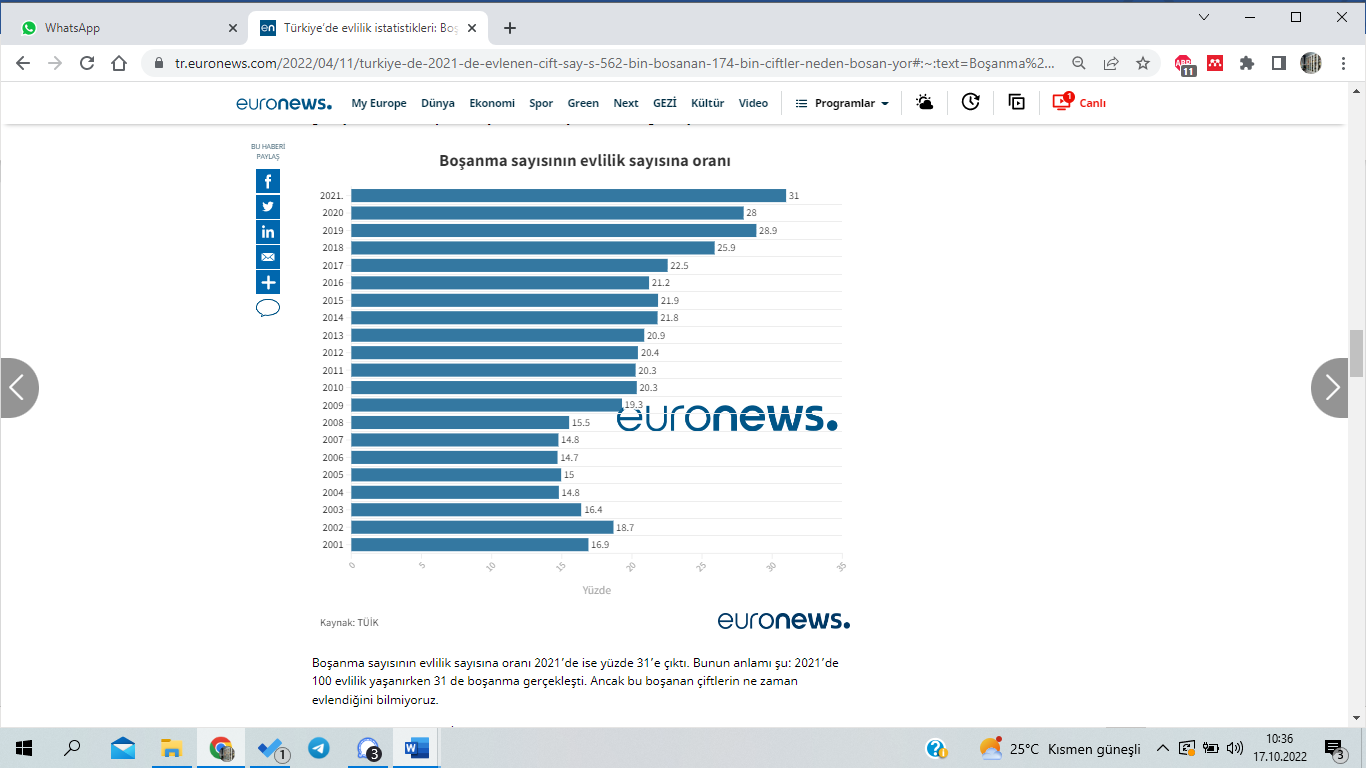 WhatsApp
en Türkiye'de evlilik istatistikleri: Boş
tr.euronews.com/2022/04/11/turkiye-de-2021-de-evlenen-cift-say-s-562-bin-bosanan-174-bin-ciftler-neden-bosan-yor#:~:text=Boşanma%2...
ABP
11
euronews. My Europe Dünya Ekonomi Spor Green Next GEZİ Kültür Video Programlar 1 Canlı
BU HABERİ
PAYLAŞ
Boşanma sayısının evlilik sayısına oranı
2021. 31
2020 28
2019 28.9
2018 25.9
2017 22.5
2016 21.2
2015 21.9
2014 21.8
2013 20.9
2012 20.4
2011 20.3
2010 20.3
2009 19.3
euronews.
2008 15.5
2007 14.8
2006 14.7
2005 15
2004 14.8
2003 16.4
2002 18.7
2001 16.9
0 5 10 15 20 25 30 35
Yüzde
Kaynak: TÜİK
euronews.
Boşanma sayısının evlilik sayısına oranı 2021'de ise yüzde 31'e çıktı. Bunun anlamı şu: 2021'de
100 evlilik yaşanırken 31 de boşanma gerçekleşti. Ancak bu boşanan çiftlerin ne zaman
evlendiğini bilmiyoruz.
1
3
W
25°C Kısmen güneşli
10:36
17.10.2022
3